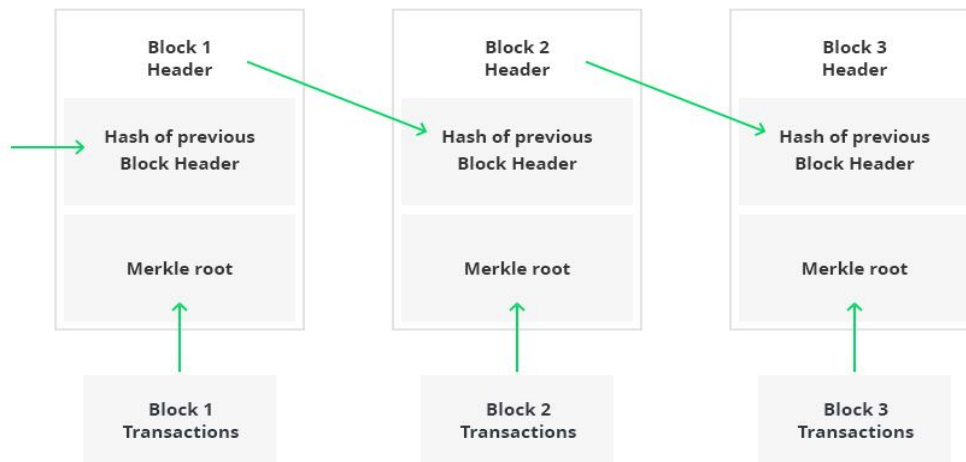 Block 1
Header
Hash of previous
Block Header
Merkle root
Block 1
Transactions
Block 2
Header
Hash of previous
Block Header
Merkle root
Block 2
Transactions
Block 3
Header
Hash of previous
Block Header
Merkle root
Block 3
Transactions